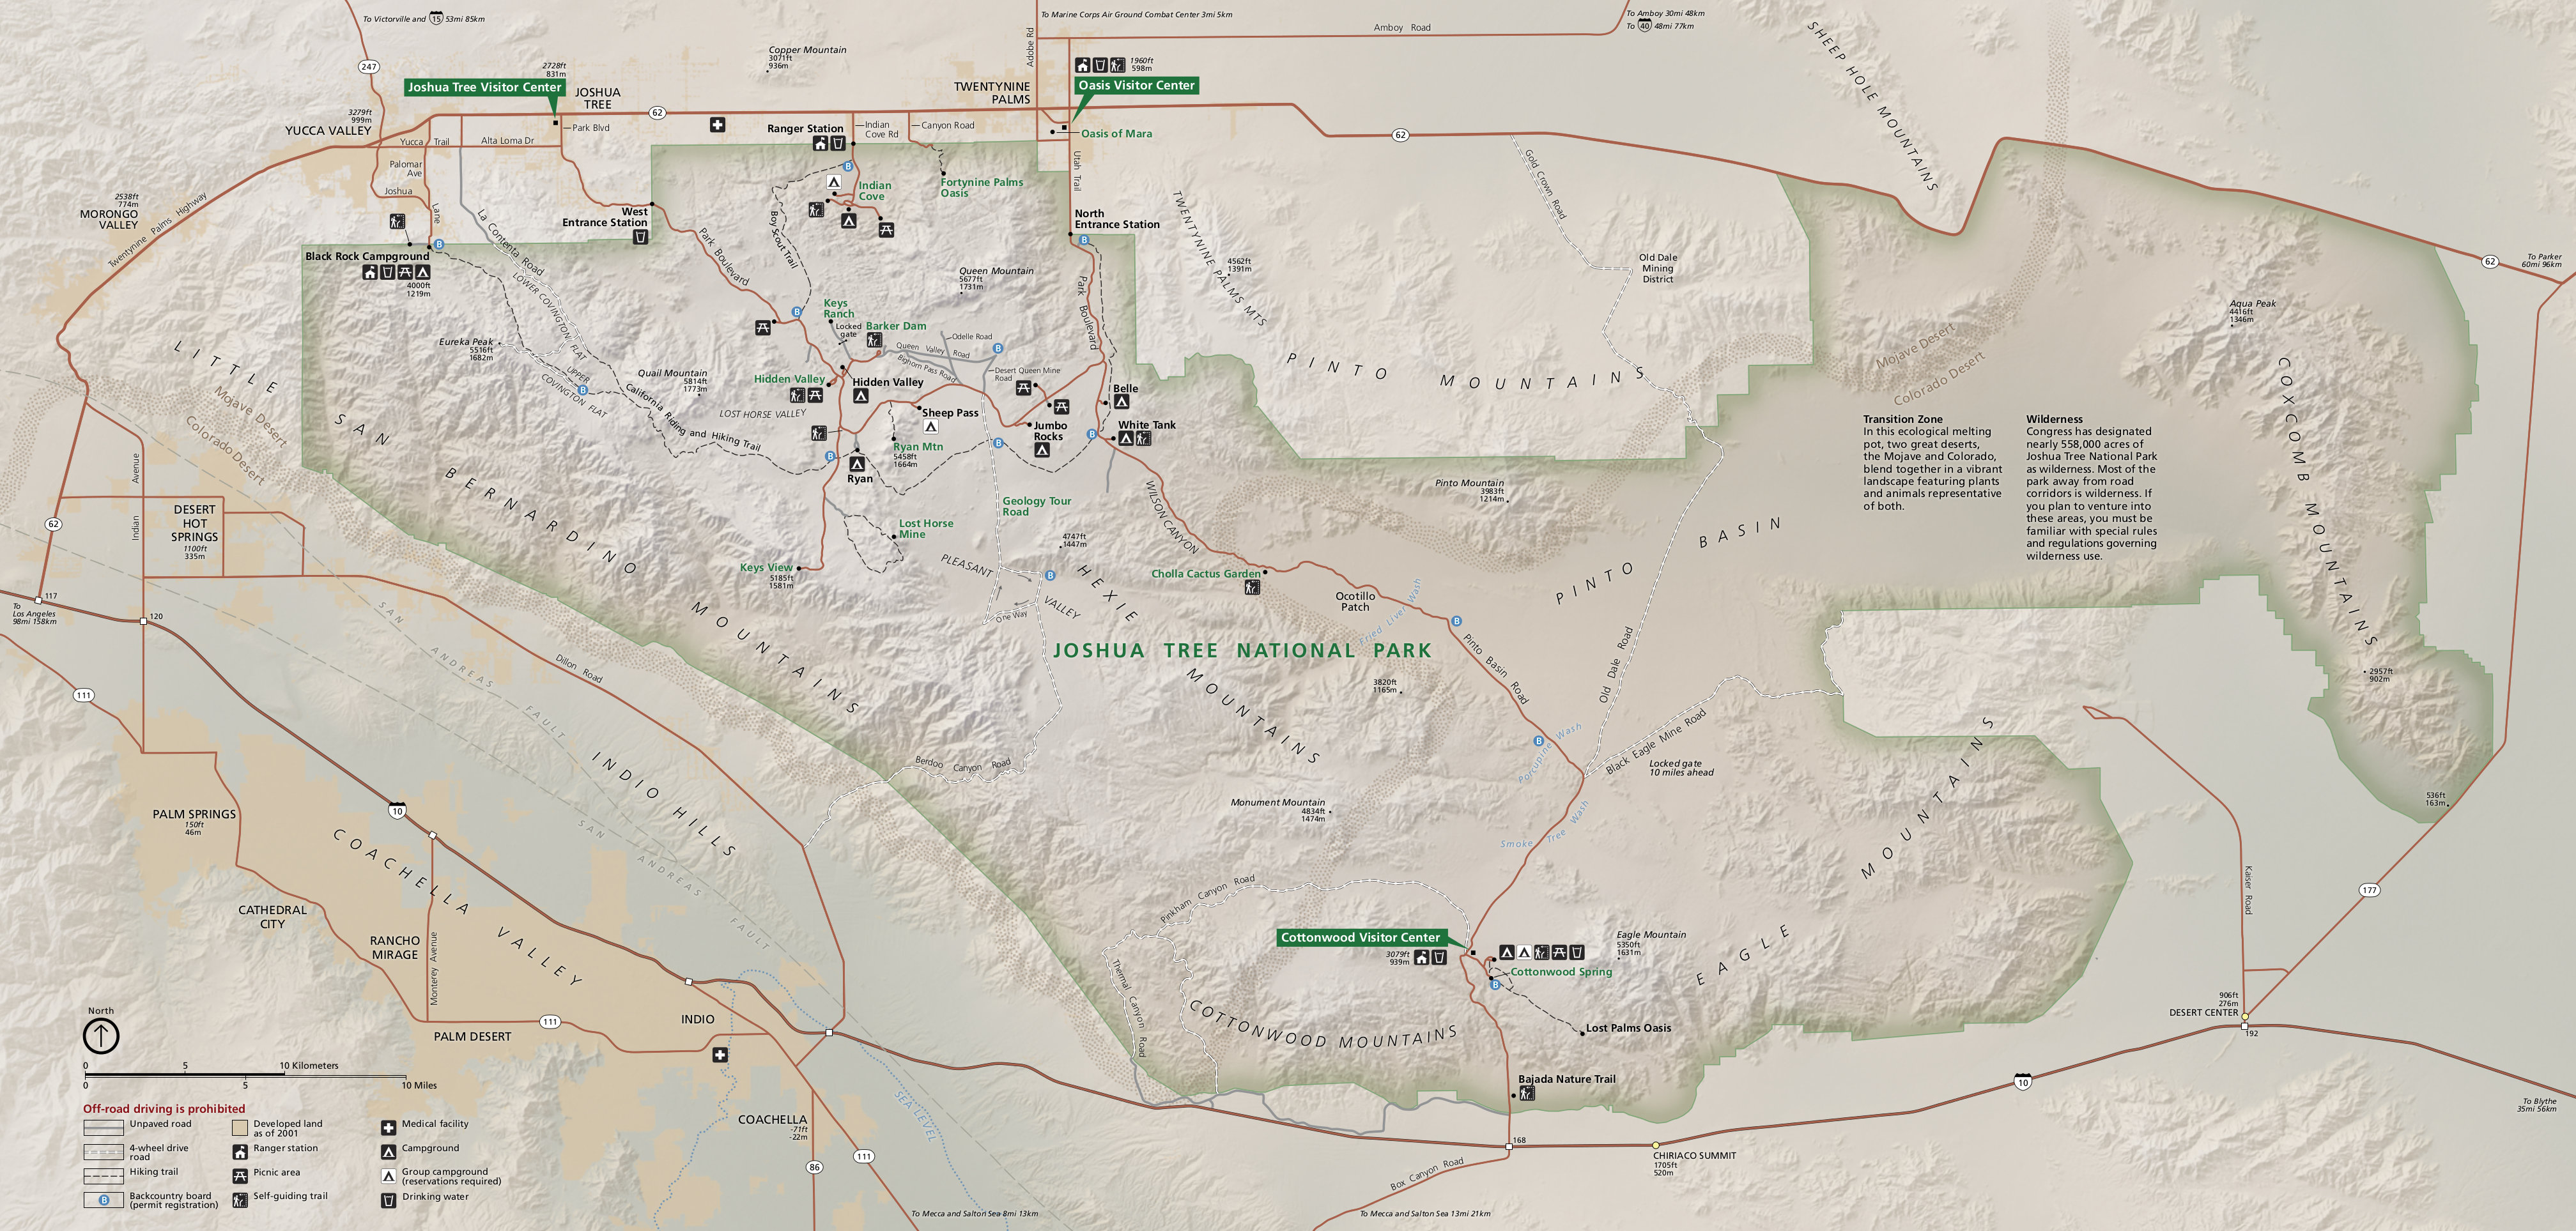 To Victorville and 15 53mi 85km
To Marine Corps Air Ground Combat Center 3mi 5km
To Amboy 30mi 48km
To 40 48mi 77km
Amboy Road
Adobe Rd
SHEEP HOLE MOUNTAINS
247
Copper Mountain
3071ft
936m
2728ft
831m
Joshua Tree Visitor Center
JOSHUA
TREE
TWENTYNINE
PALMS
1960ft
598m
Oasis Visitor Center
3279ft
999m
YUCCA VALLEY
62
Park Blvd
Ranger Station
Indian
Cove Rd
Canyon Road
Oasis of Mara
62
Yucca Trail
Alta Loma Dr
Palomar
Ave
Joshua
Lane
Utah Trail
Gold Crown Road
2538ft
774m
MORONGO
VALLEY
Twentynine Palms Highway
La Contenta Road
West
Entrance Station
B
Indian
Cove
Fortynine Palms
Oasis
Boy Scout Trail
North
Entrance Station
B
TWENTYNINE PALMS MTS
4562ft
1391m
Old Dale
Mining
District
62
To Parker
60mi 96km
B
Black Rock Campground
4000ft
1219m
LOWER COVINGTON FLAT
Park Boulevard
Queen Mountain
5677ft
1731m
Park Boulevard
Keys
Ranch
B
Locked
gate
Barker Dam
Odelle Road
Queen Valley Road
B
Bighorn Pass Road
Desert Queen Mine
Road
Aqua Peak
4416ft
1346m
Mojave Desert
Colorado Desert
Eureka Peak
5516ft
1682m
UPPER
COVINGTON FLAT
B
California Riding and Hiking Trail
Quail Mountain
5814ft
1773m
Hidden Valley
Hidden Valley
LOST HORSE VALLEY
Sheep Pass
Ryan Mtn
5458ft
1664m
B
Ryan
B
Jumbo
Rocks
Belle
White Tank
B
PINTO MOUNTAINS
COXCOMB MOUNTAINS
LITTLE SAN BERNARDINO MOUNTAINS
Mojave Desert
Colorado Desert
Transition Zone
In this ecological melting
pot, two great deserts,
the Mojave and Colorado,
blend together in a vibrant
landscape featuring plants
and animals representative
of both.
Wilderness
Congress has designated
nearly 558,000 acres of
Joshua Tree National Park
as wilderness. Most of the
park away from road
corridors is wilderness. If
you plan to venture into
these areas, you must be
familiar with special rules
and regulations governing
wilderness use.
Pinto Mountain
3983ft
1214m
Indian Avenue
62
DESERT
HOT
SPRINGS
1100ft
335m
Geology Tour
Road
Lost Horse
Mine
WILSON CANYON
4747ft
1447m
Keys View
5185ft
1581m
PLEASANT VALLEY
B
One Way
HEXIE MOUNTAINS
Cholla Cactus Garden
Ocotillo
Patch
Fried Liver Wash
B
PINTO BASIN
117
To
Los Angeles
98mi 158km
120
SAN ANDREAS FAULT
Dillon Road
JOSHUA TREE NATIONAL PARK
Pinto Basin Road
Old Dale Road
3820ft
1165m
2957ft
902m
111
Porcupine Wash
B
Black Eagle Mine Road
Locked gate
10 miles ahead
Berdoo Canyon Road
INDIO HILLS
Monument Mountain
4834ft
1474m
536ft
163m
PALM SPRINGS
150ft
46m
10
SAN ANDREAS FAULT
Smoke Tree Wash
COACHELLA VALLEY
Kaiser Road
177
Pinkham Canyon Road
CATHEDRAL
CITY
RANCHO
MIRAGE
Monterey Avenue
Cottonwood Visitor Center
3079ft
939m
Eagle Mountain
5350ft
1631m
Cottonwood Spring
B
EAGLE MOUNTAINS
Thermal Canyon Road
COTTONWOOD MOUNTAINS
Lost Palms Oasis
906ft
276m
DESERT CENTER
192
North
111
PALM DESERT
INDIO
Bajada Nature Trail
10
To Blythe
35mi 56km
0 5 10 Kilometers
0 5 10 Miles
SEA LEVEL
COACHELLA
-71ft
-22m
168
CHIRIACO SUMMIT
1705ft
520m
86
111
Box Canyon Road
To Mecca and Salton Sea 8mi 13km
To Mecca and Salton Sea 13mi 21km
Off-road driving is prohibited
Unpaved road
4-wheel drive
road
Hiking trail
B
Backcountry board
(permit registration)
Developed land
as of 2001
Ranger station
Picnic area
Self-guiding trail
Medical facility
Campground
Group campground
(reservations required)
Drinking water